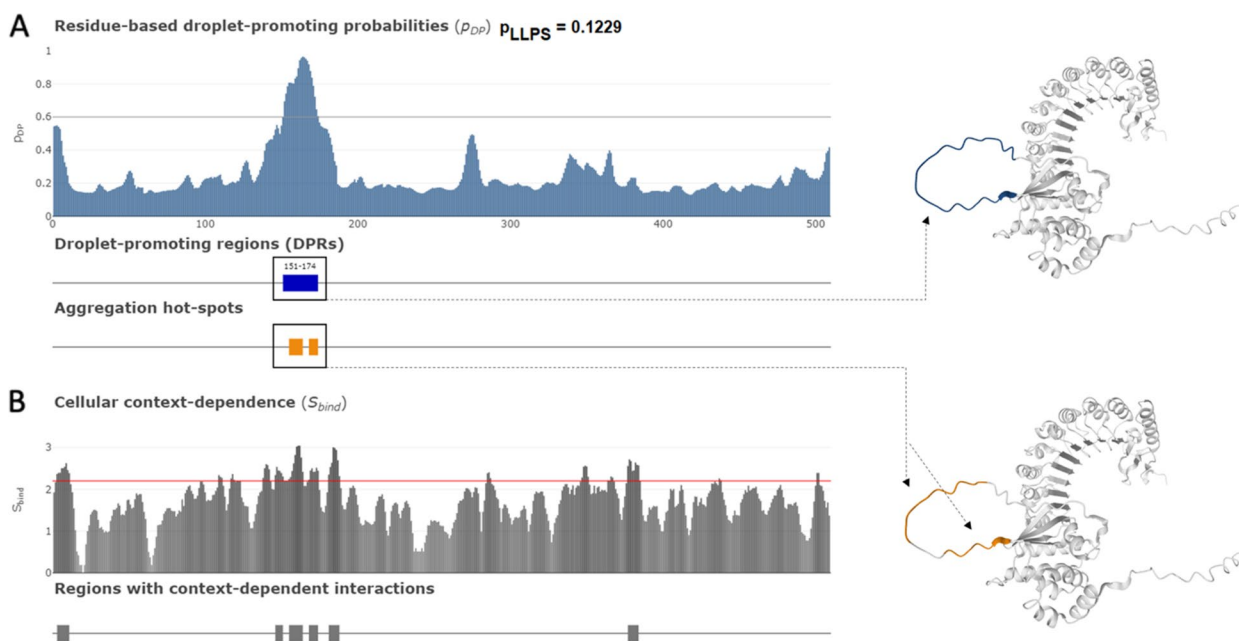 A
Residue-based droplet-promoting probabilities (pDP) pLLPS = 0.1229
1
0.8
0.6
0.4
0.2
0
pDP
0 100 200 300 400 500
Droplet-promoting regions (DPRs)
151-174
Aggregation hot-spots
B
Cellular context-dependence (Sbind)
3
2
1
0
Sbind
Regions with context-dependent interactions